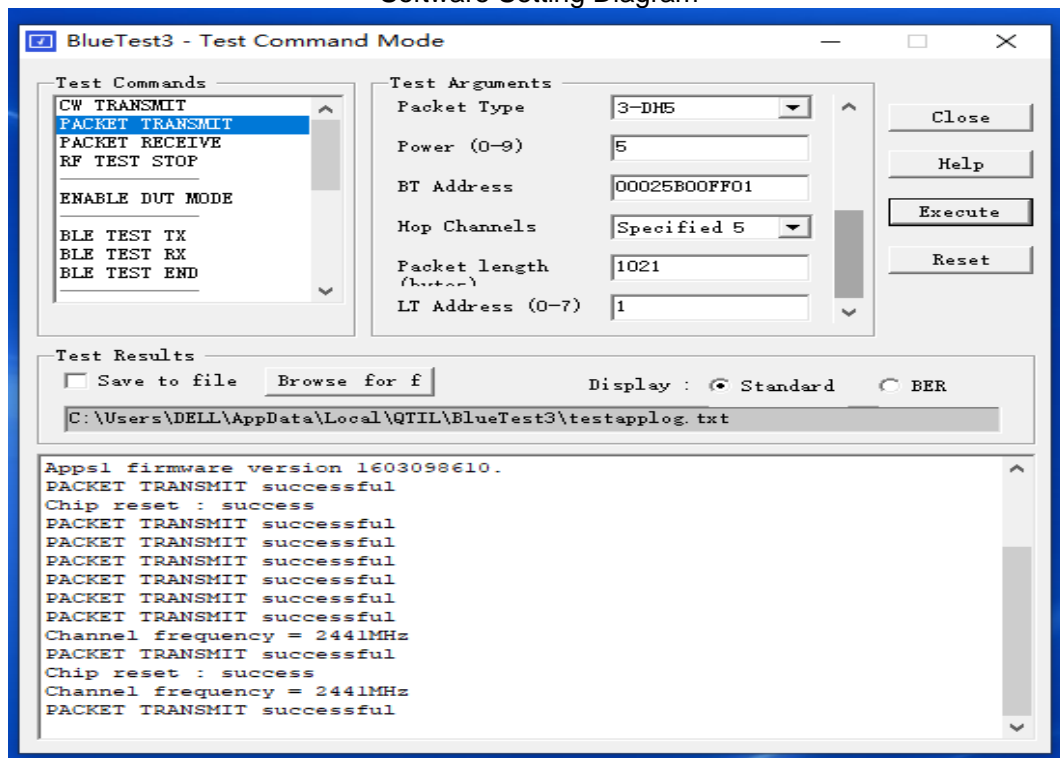 Software Setting Diagram
BlueTest3 - Test Command Mode
Test Commands
CW TRANSMIT
PACKET TRANSMIT
PACKET RECEIVE
RF TEST STOP
ENABLE DUT MODE
BLE TEST TX
BLE TEST RX
BLE TEST END
Test Arguments
Packet Type 3-DH5
Power (0-9) 5
BT Address 00025B00FF01
Hop Channels Specified 5
Packet length 1021
(bytes)
LT Address (0-7) 1
Close
Help
Execute
Reset
Test Results
Save to file Browse for f Display : Standard BER
C:\Users\DELL\AppData\Local\QTIL\BlueTest3\testapplog.txt
Apps1 firmware version 1603098610.
PACKET TRANSMIT successful
Chip reset : success
PACKET TRANSMIT successful
PACKET TRANSMIT successful
PACKET TRANSMIT successful
PACKET TRANSMIT successful
PACKET TRANSMIT successful
PACKET TRANSMIT successful
Channel frequency = 2441MHz
PACKET TRANSMIT successful
Chip reset : success
Channel frequency = 2441MHz
PACKET TRANSMIT successful